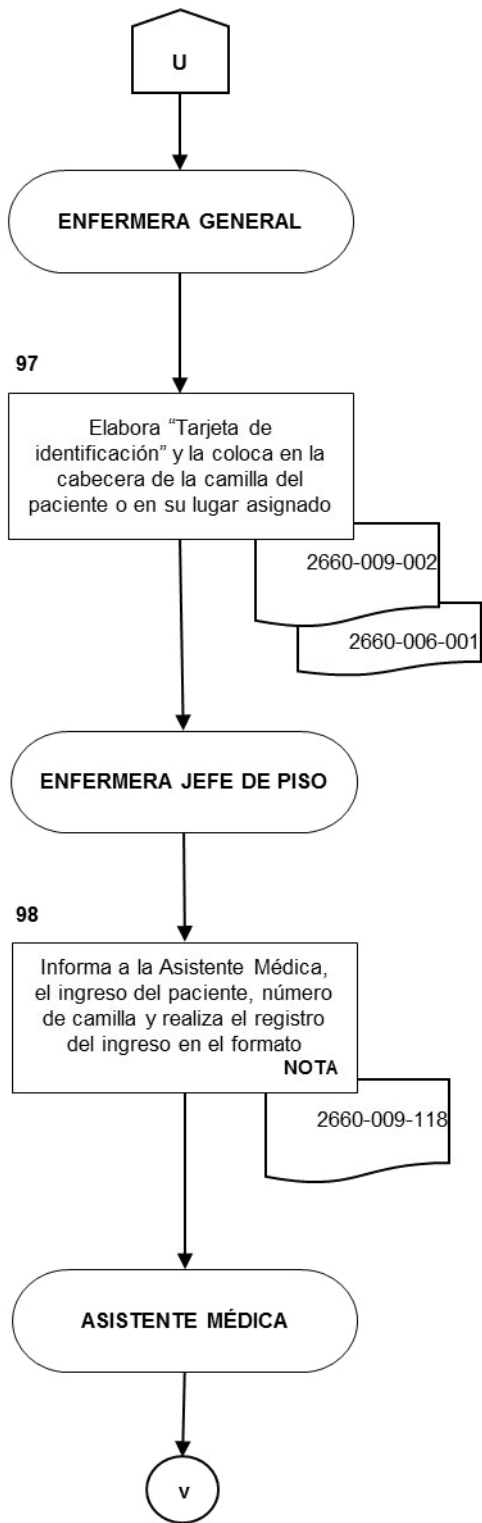 U
ENFERMERA GENERAL
97
Elabora “Tarjeta de
identificación” y la coloca en la
cabecera de la camilla del
paciente o en su lugar asignado
2660-009-002
2660-006-001
ENFERMERA JEFE DE PISO
98
Informa a la Asistente Médica,
el ingreso del paciente, número
de camilla y realiza el registro
del ingreso en el formato
NOTA
2660-009-118
ASISTENTE MÉDICA
v